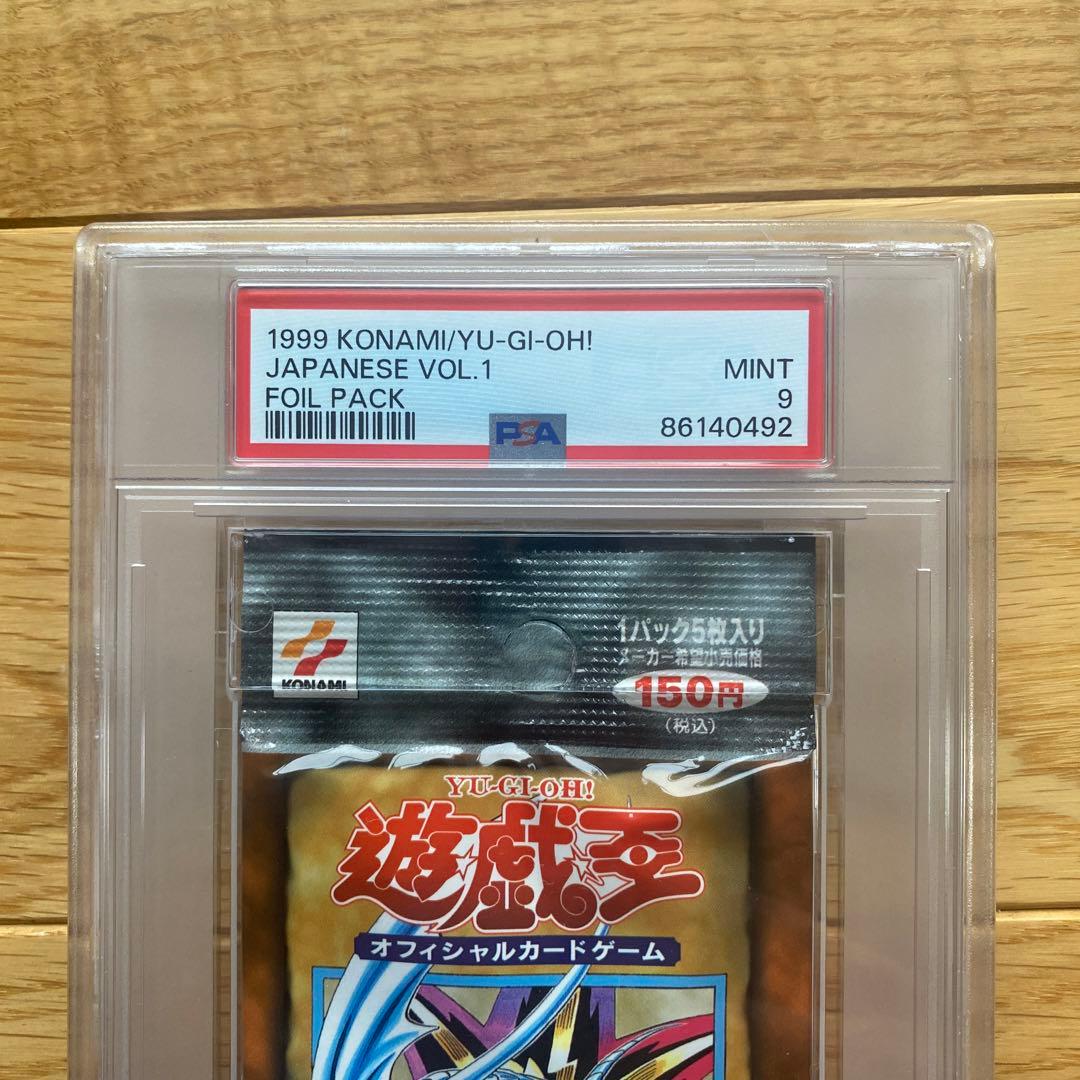 1999 KONAMI/YU-GI-OH!
JAPANESE VOL.1
MINT
FOIL PACK
9
PSA
86140492
KONAMI
1パック5枚入り
メーカー希望小売価格
150円
(税込)
YU-GI-OH!
遊戯王
オフィシャルカードゲーム